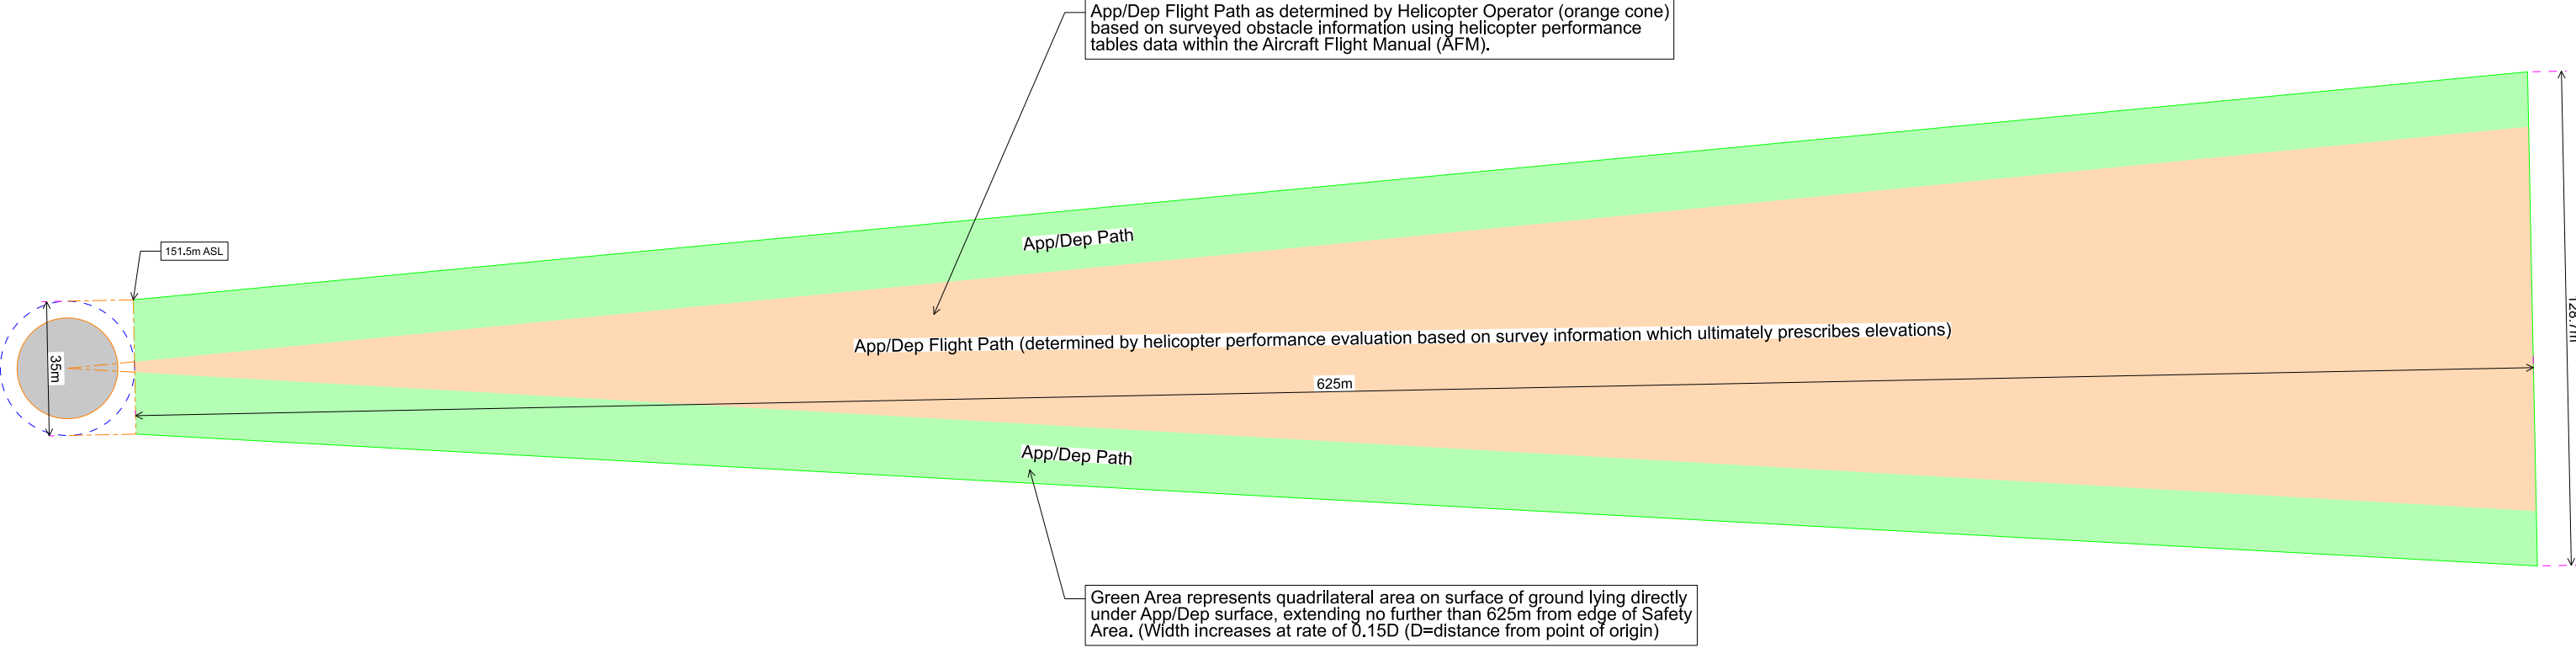 App/Dep Flight Path as determined by Helicopter Operator (orange cone)
based on surveyed obstacle information using helicopter performance
tables data within the Aircraft Flight Manual (AFM).
App/Dep Path
151.5m ASL
128.7m
App/Dep Flight Path (determined by helicopter performance evaluation based on survey information which ultimately prescribes elevations)
35m
625m
App/Dep Path
Green Area represents quadrilateral area on surface of ground lying directly
under App/Dep surface, extending no further than 625m from edge of Safety
Area. (Width increases at rate of 0.15D (D=distance from point of origin)